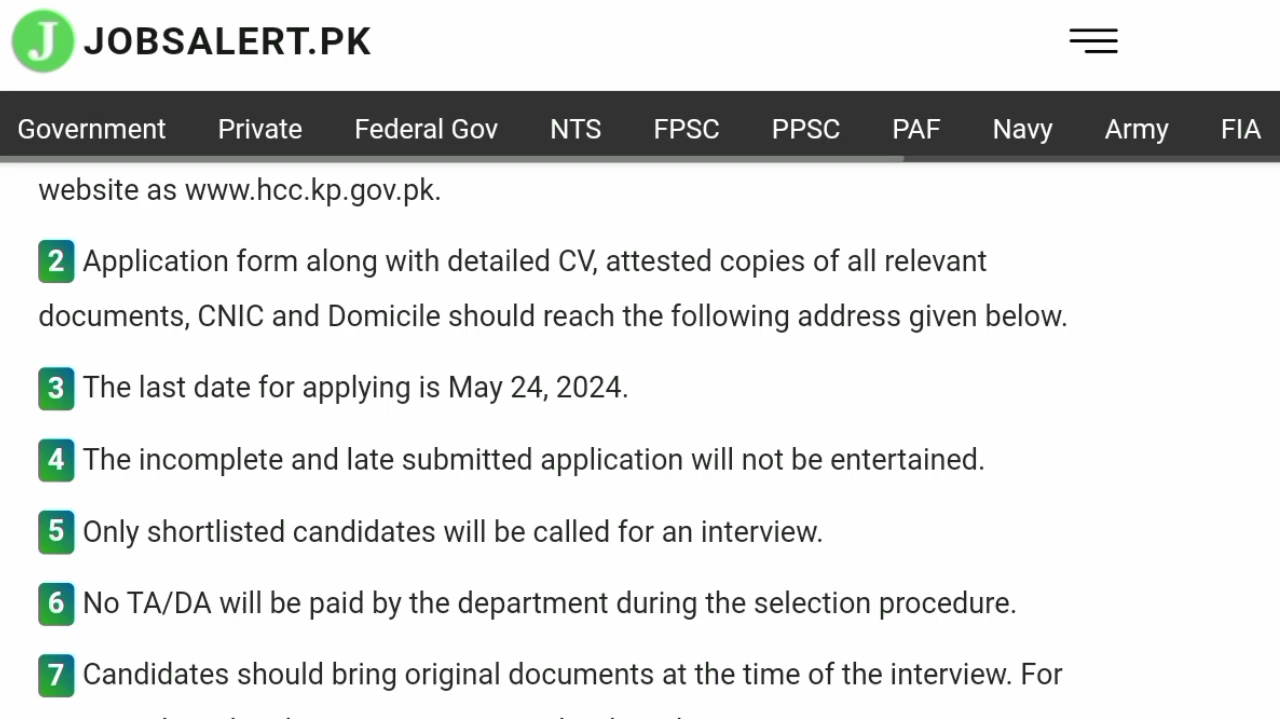 J JOBSALERT.PK
Government Private Federal Gov NTS FPSC PPSC PAF Navy Army FIA
website as www.hcc.kp.gov.pk.
2 Application form along with detailed CV, attested copies of all relevant
documents, CNIC and Domicile should reach the following address given below.
3 The last date for applying is May 24, 2024.
4 The incomplete and late submitted application will not be entertained.
5 Only shortlisted candidates will be called for an interview.
6 No TA/DA will be paid by the department during the selection procedure.
7 Candidates should bring original documents at the time of the interview. For